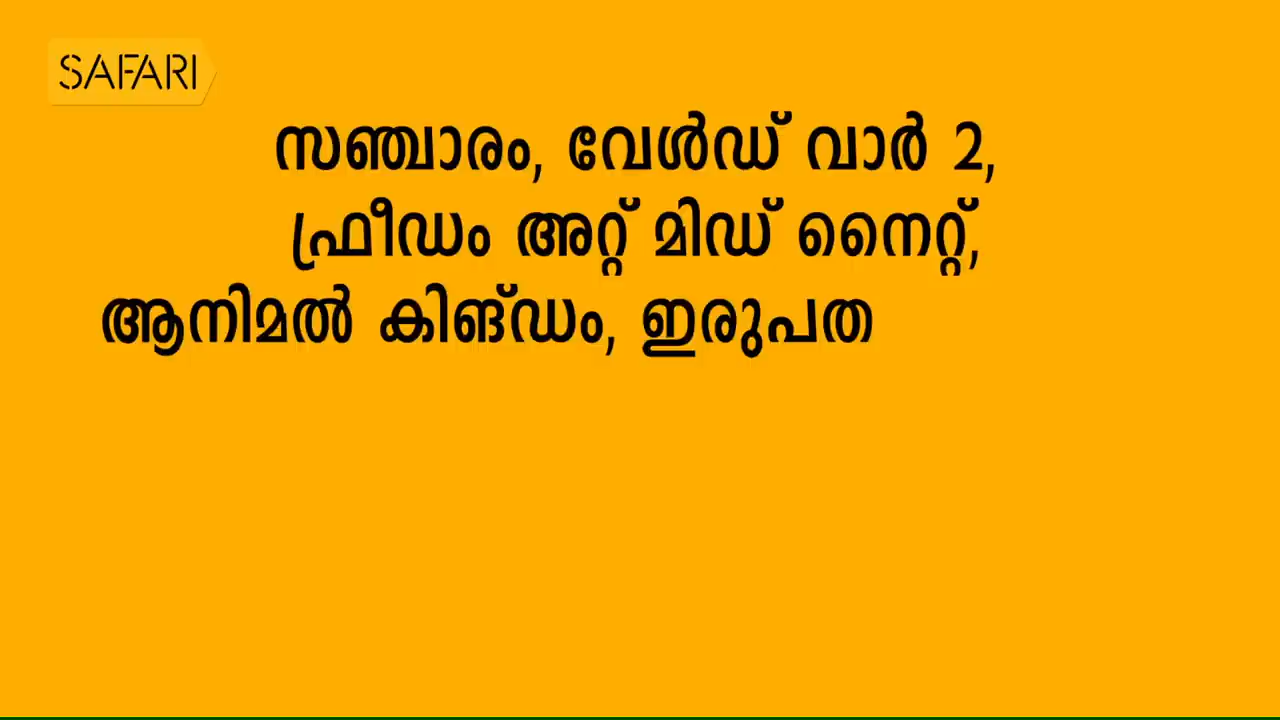 SAFARI
സഞ്ചാരം, വേൾഡ് വാർ 2,
ഫ്രീഡം അറ്റ് മിഡ് നൈറ്റ്,
ആനിമൽ കിങ്ഡം, ഇരുപത